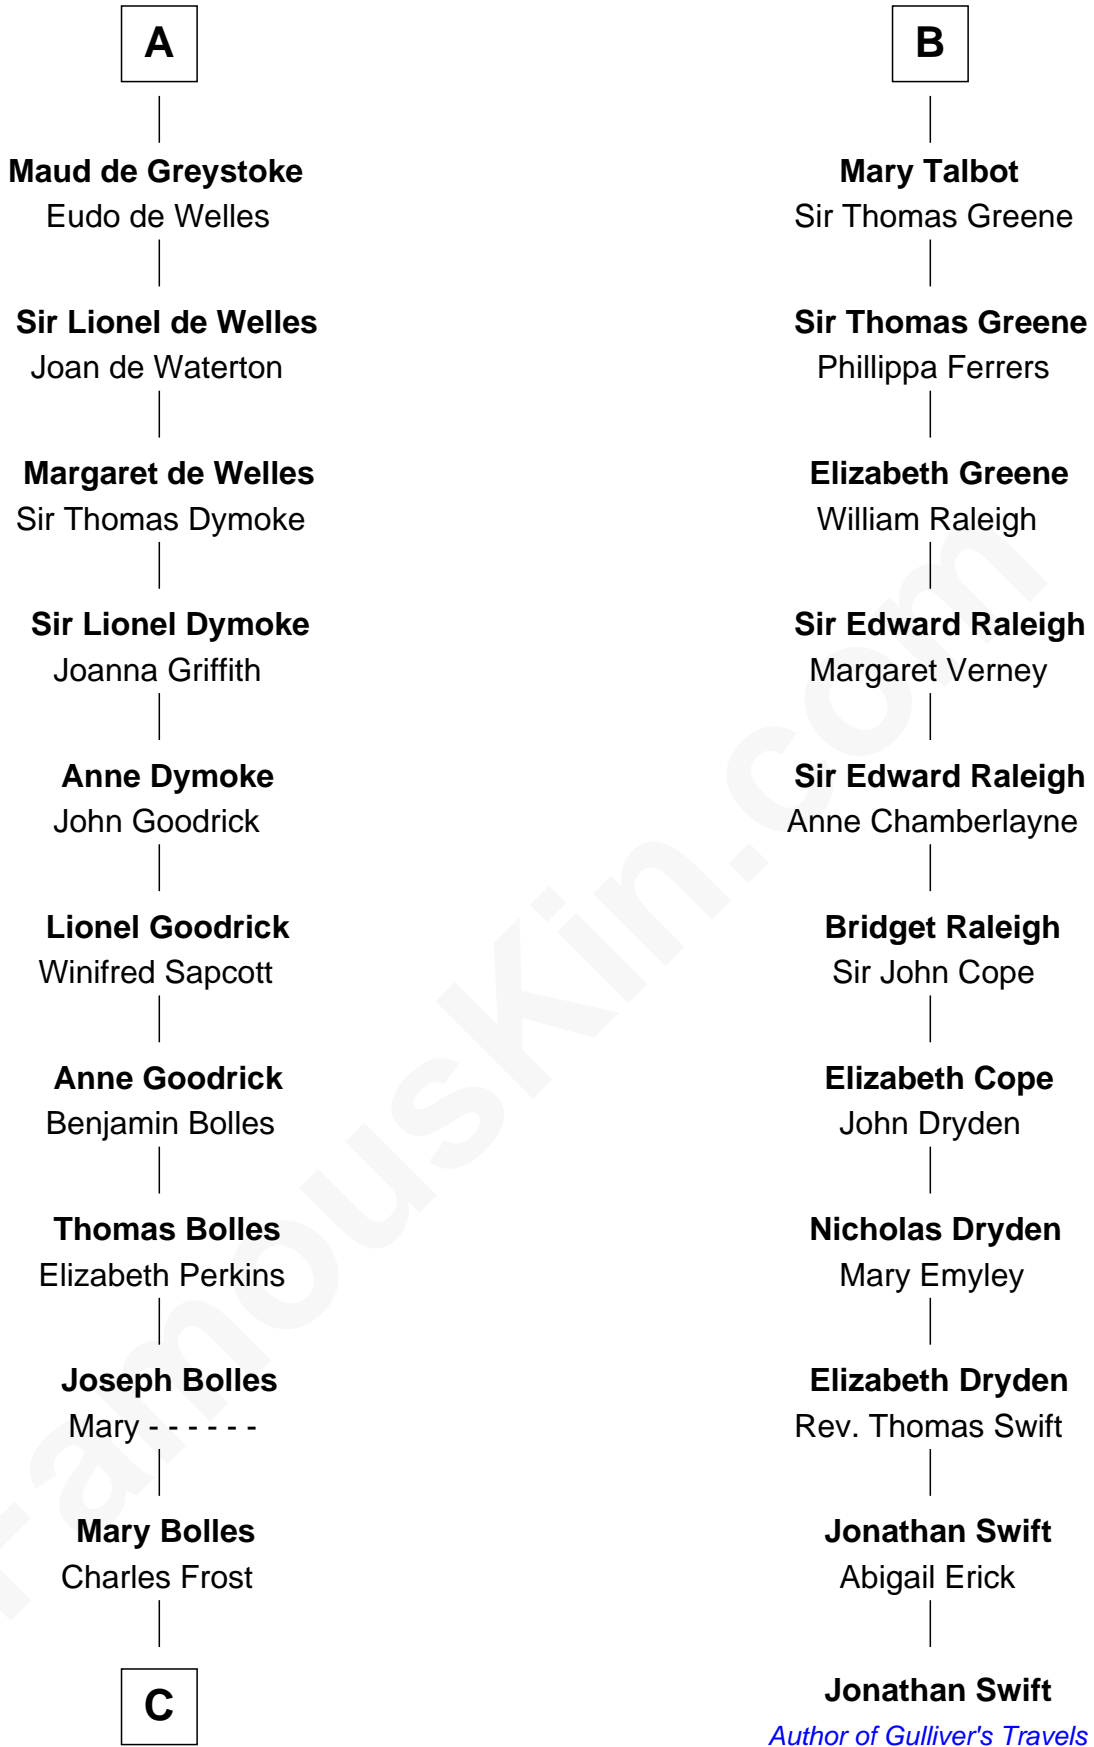 A
Maud de Greystoke
Eudo de Welles
Sir Lionel de Welles
Joan de Waterton
Margaret de Welles
Sir Thomas Dymoke
Sir Lionel Dymoke
Joanna Griffith
Anne Dymoke
John Goodrick
Lionel Goodrick
Winifred Sapcott
Anne Goodrick
Benjamin Bolles
Thomas Bolles
Elizabeth Perkins
Joseph Bolles
Mary - - - - - -
Mary Bolles
Charles Frost
C
B
Mary Talbot
Sir Thomas Greene
Sir Thomas Greene
Phillippa Ferrers
Elizabeth Greene
William Raleigh
Sir Edward Raleigh
Margaret Verney
Sir Edward Raleigh
Anne Chamberlayne
Bridget Raleigh
Sir John Cope
Elizabeth Cope
John Dryden
Nicholas Dryden
Mary Emyley
Elizabeth Dryden
Rev. Thomas Swift
Jonathan Swift
Abigail Erick
Jonathan Swift
Author of Gulliver's Travels
FamousKin.com